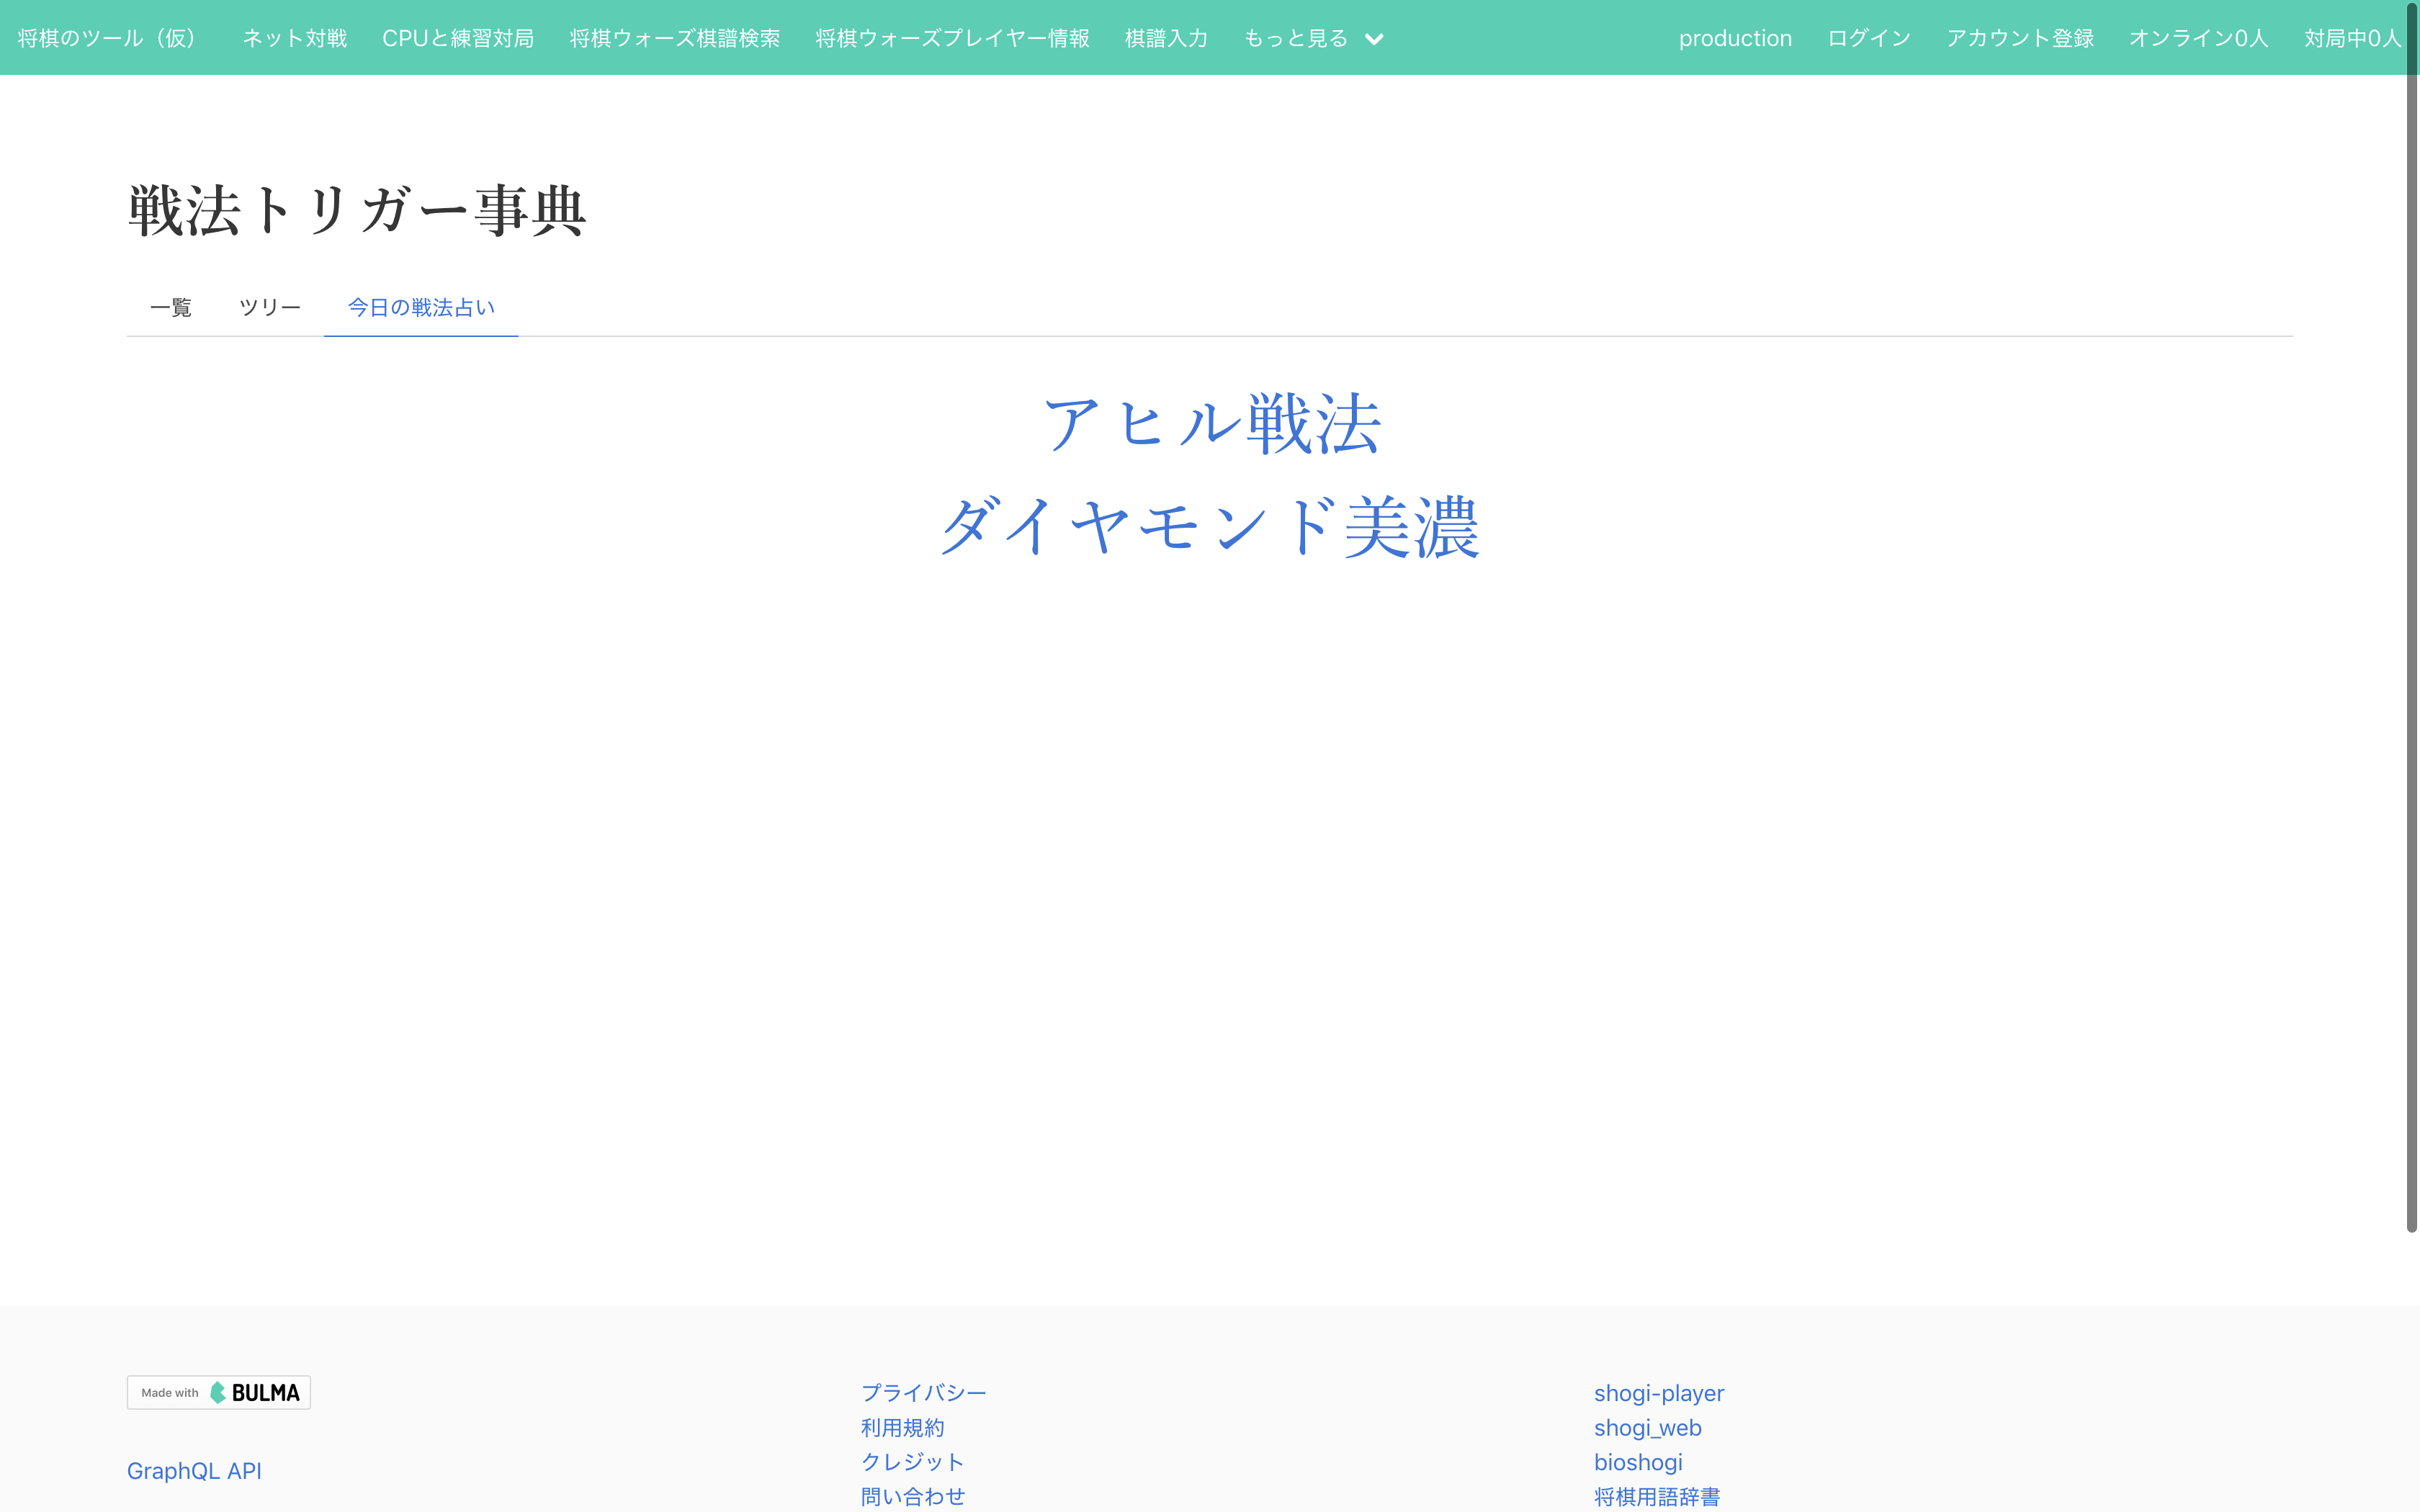 将棋のツール（仮） ネット対戦 CPUと練習対局 将棋ウォーズ棋譜検索 将棋ウォーズプレイヤー情報 棋譜入力 もっと見る production ログイン アカウント登録 オンライン0人 対局中0人
戦法トリガー事典
一覧 ツリー 今日の戦法占い
アヒル戦法
ダイヤモンド美濃
Made with BULMA
GraphQL API
プライバシー
利用規約
クレジット
問い合わせ
shogi-player
shogi_web
bioshogi
将棋用語辞書